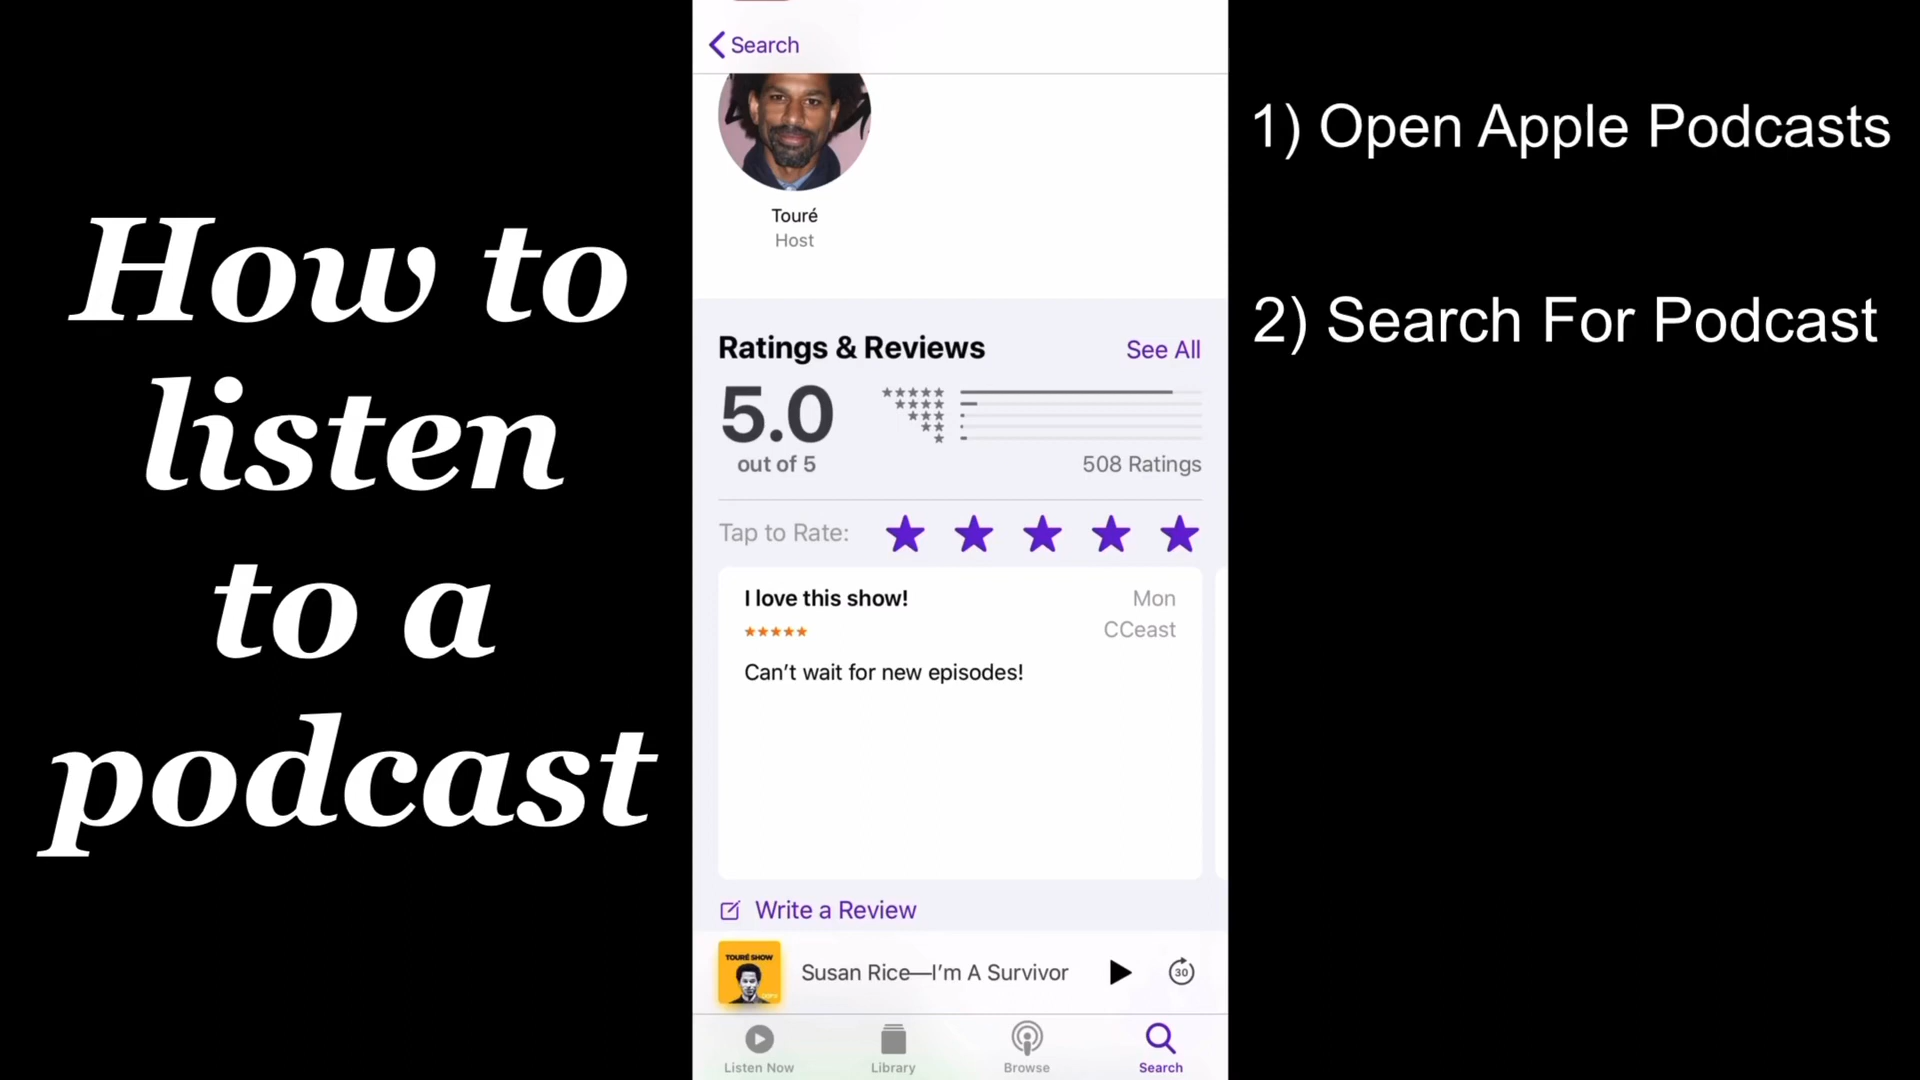 How to
listen
to a
podcast
Search
Touré
Host
Ratings & Reviews
See All
5.0
out of 5
508 Ratings
Tap to Rate:
I love this show!
Mon
CCeast
Can’t wait for new episodes!
Write a Review
TOURÉ SHOW
Susan Rice—I’m A Survivor
30
Listen Now
Library
Browse
Search
1) Open Apple Podcasts
2) Search For Podcast